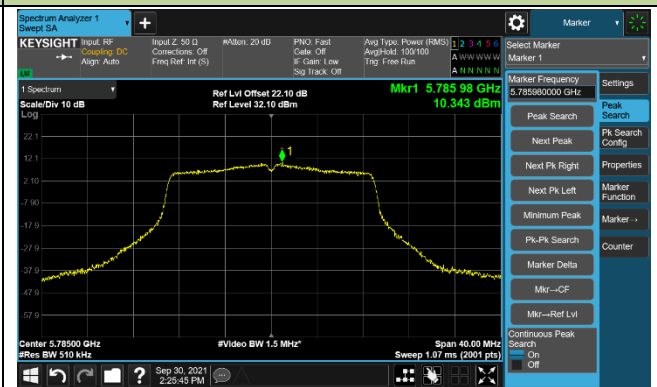 Spectrum Analyzer 1
Swept SA
Marker
KEYSIGHT Input: RF
Coupling: DC
Align: Auto
Input Z: 50 Ω
Corrections: Off
Freq Ref: Int (S)
#Atten: 20 dB
PNO: Fast
Gate: Off
IF Gain: Low
Sig Track: Off
Avg Type: Power (RMS)
Avg|Hold: 100/100
Trig: Free Run
1 2 3 4 5 6
A W W W W W
A N N N N N
LXI
1 Spectrum
Scale/Div 10 dB
Log
Ref Lvl Offset 22.10 dB
Ref Level 32.10 dBm
Mkr1 5.785 98 GHz
10.343 dBm
1
22.1
12.1
2.10
-7.90
-17.9
-27.9
-37.9
-47.9
-57.9
Center 5.78500 GHz
#Res BW 510 kHz
#Video BW 1.5 MHz*
Span 40.00 MHz
Sweep 1.07 ms (2001 pts)
Select Marker
Marker 1
Marker Frequency
5.785980000 GHz
Peak Search
Next Peak
Next Pk Right
Next Pk Left
Minimum Peak
Pk-Pk Search
Marker Delta
Mkr→CF
Mkr→Ref Lvl
Continuous Peak
Search
On
Off
Settings
Peak
Search
Pk Search
Config
Properties
Marker
Function
Marker→
Counter
Sep 30, 2021
2:25:45 PM